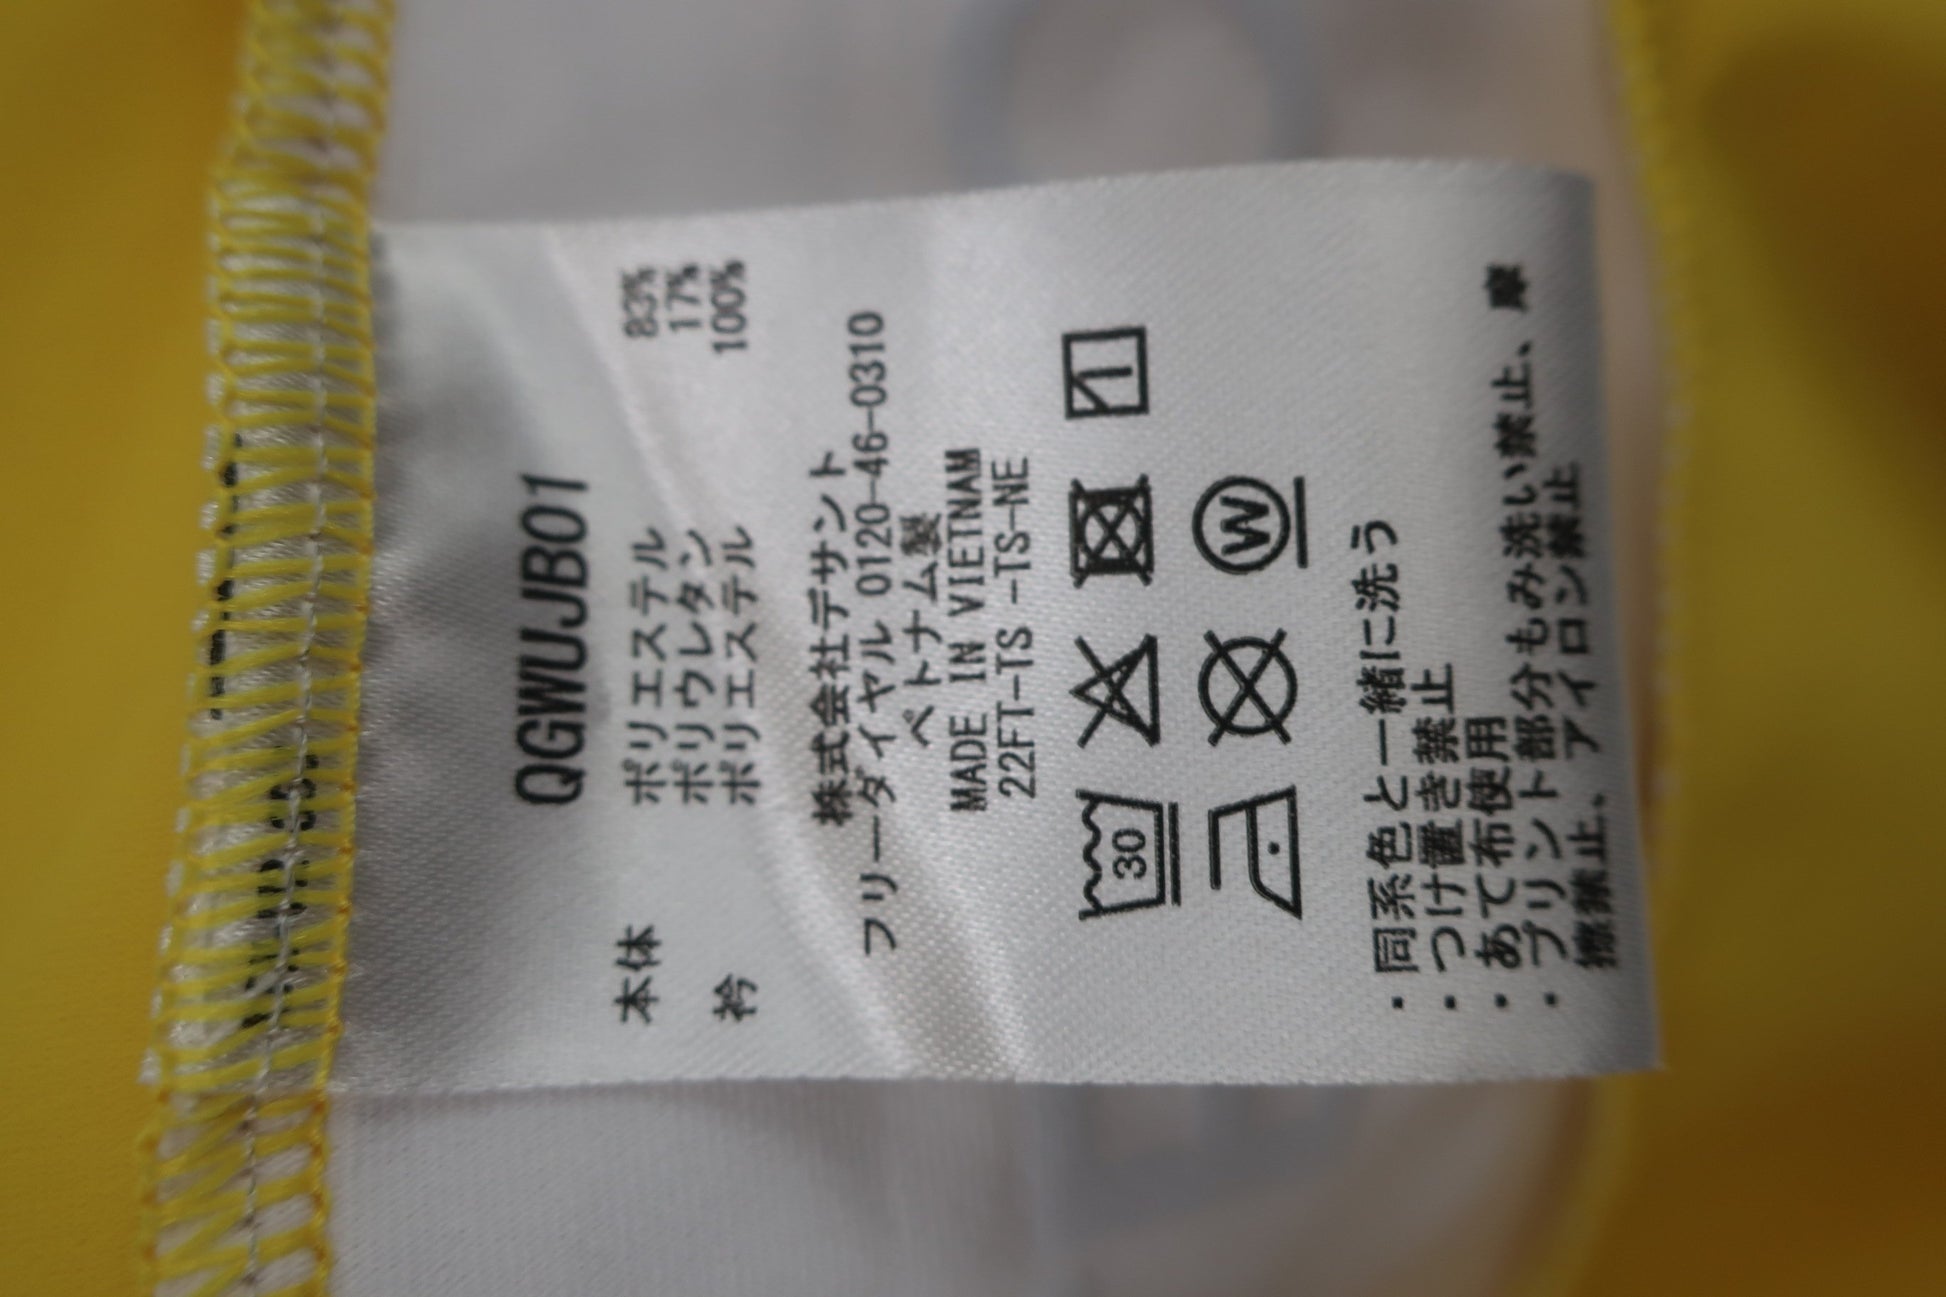 QGWUJB01
本体 ポリエステル 83%
ポリウレタン 17%
衿 ポリエステル 100%
株式会社デサント
フリーダイヤル 0120-46-0310
ベトナム製
MADE IN VIETNAM
22FT-TS -TS-NE
30
W
・同系色と一緒に洗う
・つけ置き禁止
・あて布使用
・プリント部分もみ洗い禁止、摩
擦禁止、アイロン禁止